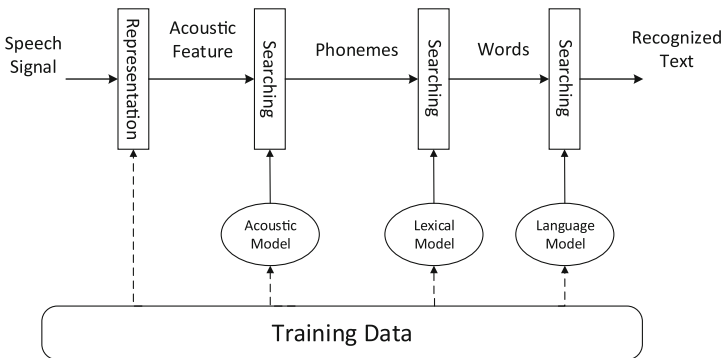 Speech
Signal
Representation
Acoustic
Feature
Searching
Phonemes
Searching
Words
Searching
Recognized
Text
Acoustic
Model
Lexical
Model
Language
Model
Training Data